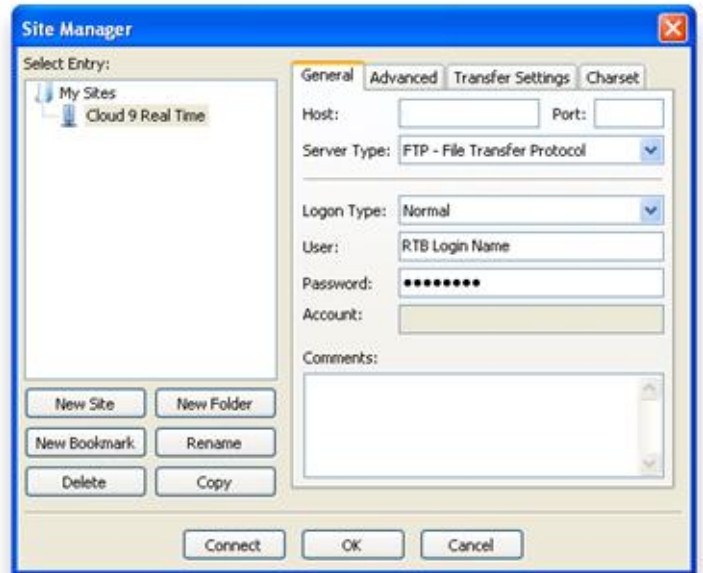 Site Manager
Select Entry:
My Sites
Cloud 9 Real Time
New Site
New Folder
New Bookmark
Rename
Delete
Copy
General
Advanced
Transfer Settings
Charset
Host:
Port:
Server Type:
FTP - File Transfer Protocol
Logon Type:
Normal
User:
RTB Login Name
Password:
●●●●●●●●
Account:
Comments:
Connect
OK
Cancel